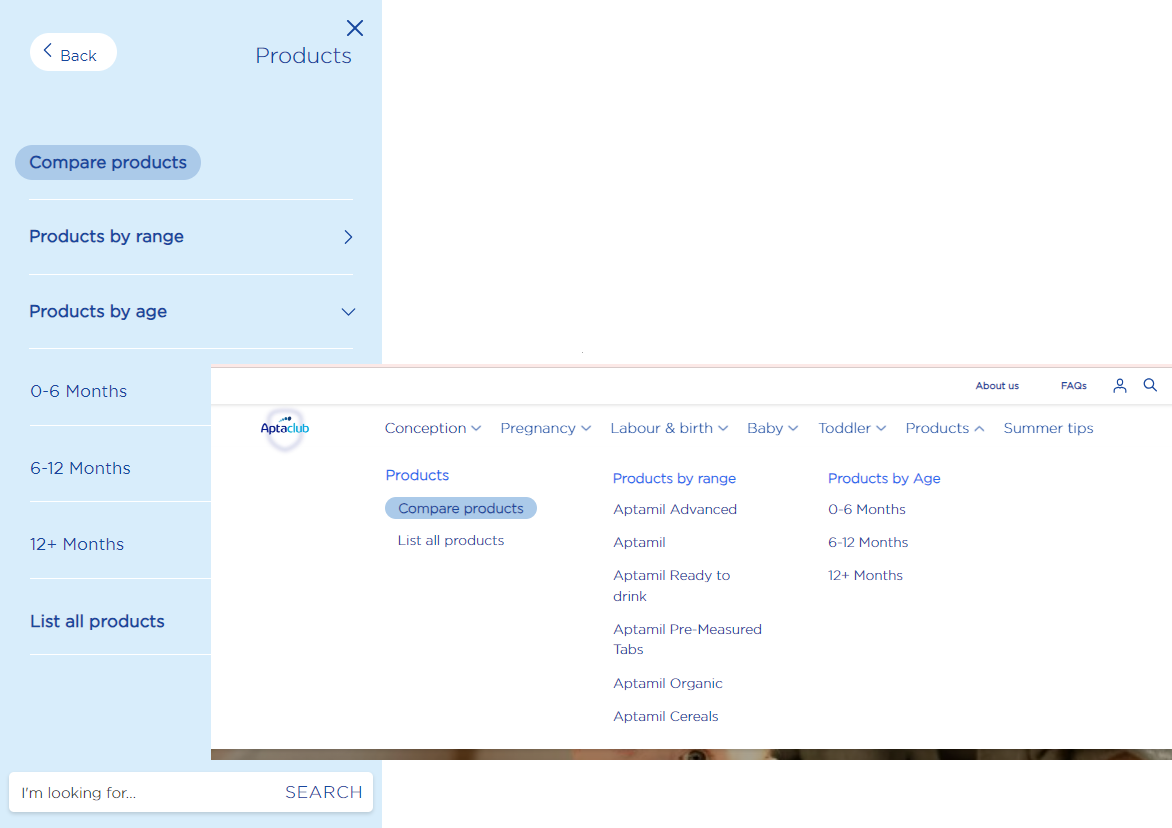 Back
Products
Compare products
Products by range
Products by age
0-6 Months
6-12 Months
12+ Months
List all products
I'm looking for... SEARCH
About us FAQs
Aptaclub
Conception Pregnancy Labour & birth Baby Toddler Products Summer tips
Products
Compare products
List all products
Products by range
Aptamil Advanced
Aptamil
Aptamil Ready to
drink
Aptamil Pre-Measured
Tabs
Aptamil Organic
Aptamil Cereals
Products by Age
0-6 Months
6-12 Months
12+ Months